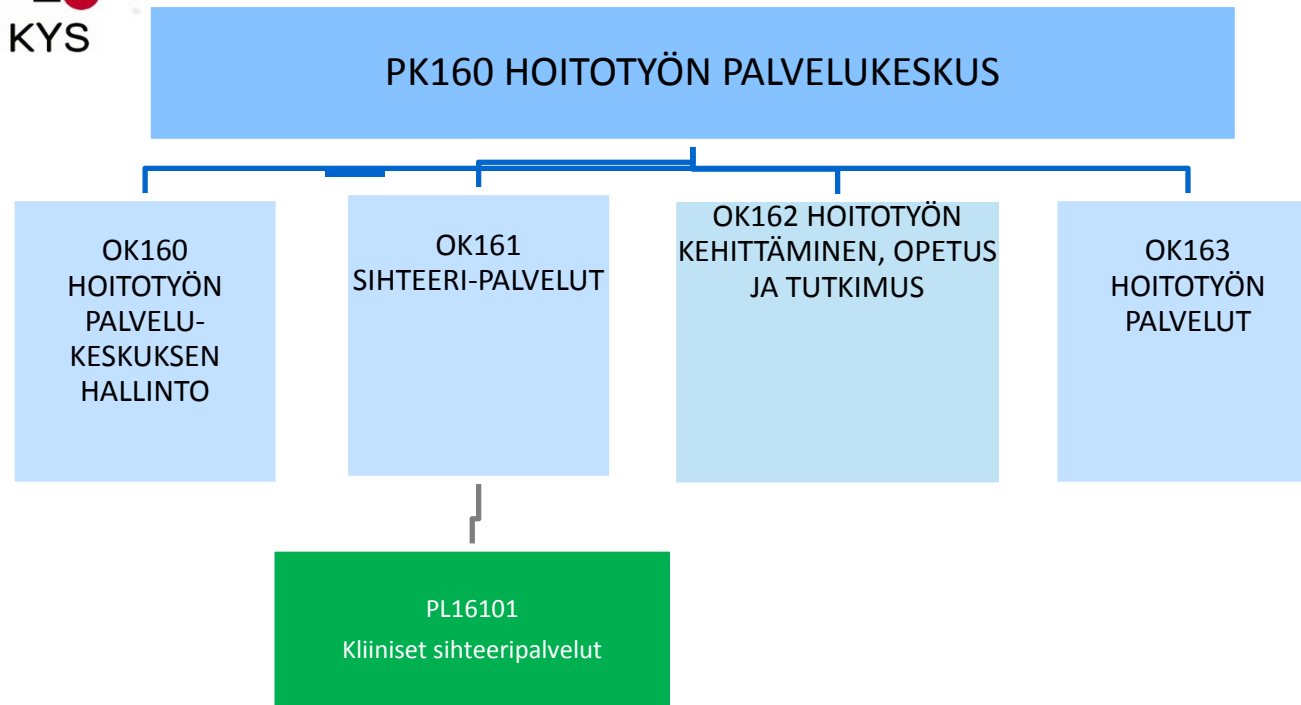 KYS
PK160 HOITOTYÖN PALVELUKESKUS
OK160
HOITOTYÖN
PALVELU-
KESKUKSEN
HALLINTO
OK161
SIHTEERI-PALVELUT
OK162 HOITOTYÖN
KEHITTÄMINEN, OPETUS
JA TUTKIMUS
OK163
HOITOTYÖN
PALVELUT
PL16101
Kliiniset sihteeripalvelut